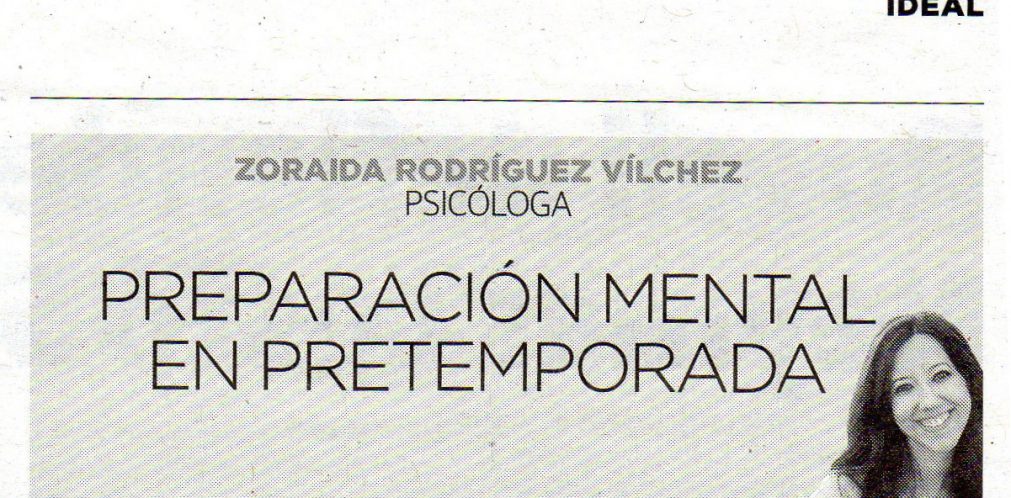 IDEAL
ZORAIDA RODRÍGUEZ VÍLCHEZ
PSICÓLOGA
PREPARACIÓN MENTAL
EN PRETEMPORADA